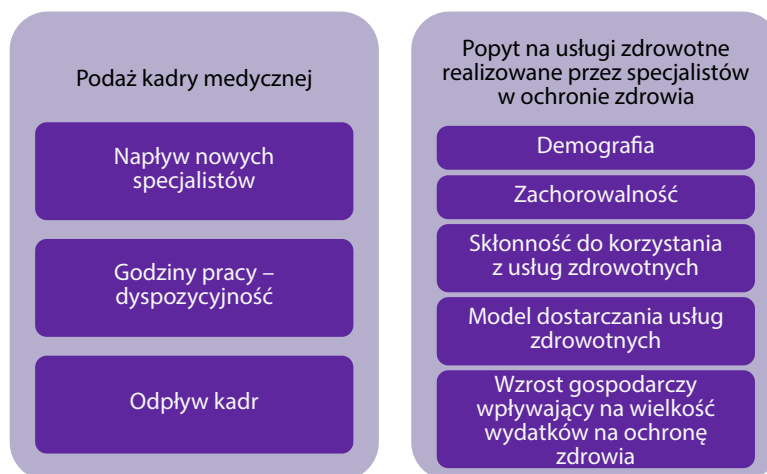 Podaż kadry medycznej
Napływ nowych
specjalistów
Godziny pracy –
dyspozycyjność
Odpływ kadr
Popyt na usługi zdrowotne
realizowane przez specjalistów
w ochronie zdrowia
Demografia
Zachorowalność
Skłonność do korzystania
z usług zdrowotnych
Model dostarczania usług
zdrowotnych
Wzrost gospodarczy
wpływający na wielkość
wydatków na ochronę
zdrowia